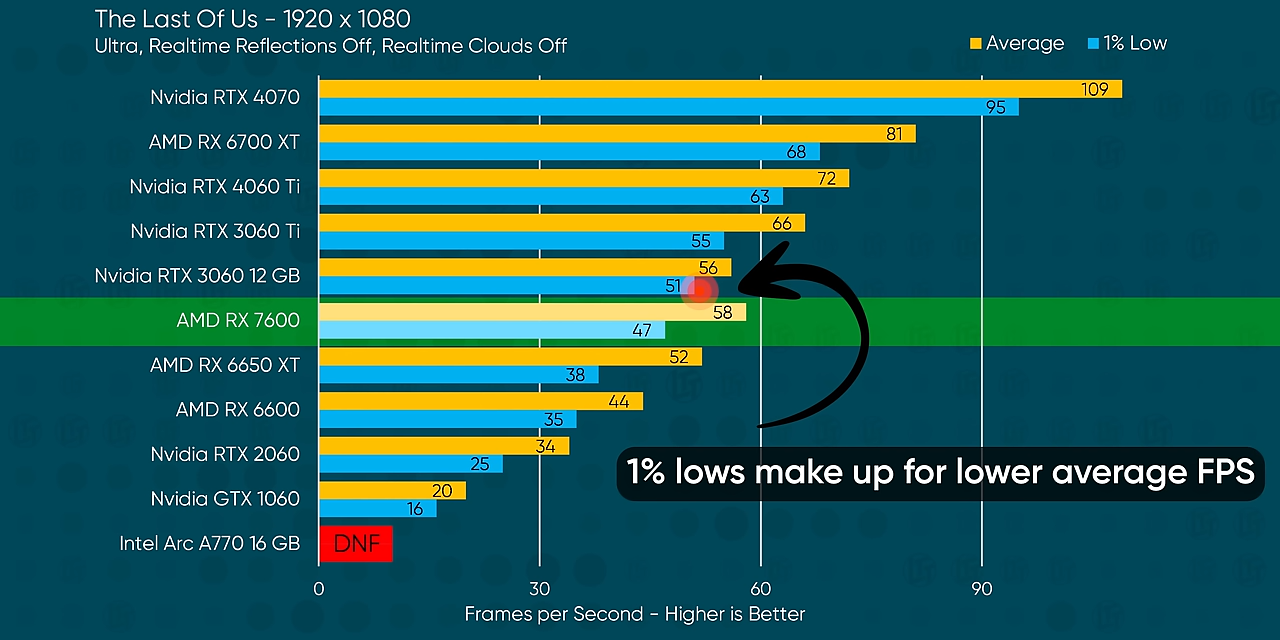 The Last Of Us - 1920 x 1080
Ultra, Realtime Reflections Off, Realtime Clouds Off
Average 1% Low
Nvidia RTX 4070 109
95
AMD RX 6700 XT 81
68
Nvidia RTX 4060 Ti 72
63
Nvidia RTX 3060 Ti 66
55
Nvidia RTX 3060 12 GB 56
51
AMD RX 7600 58
47
AMD RX 6650 XT 52
38
AMD RX 6600 44
35
Nvidia RTX 2060 34
25
Nvidia GTX 1060 20
16
Intel Arc A770 16 GB DNF
1% lows make up for lower average FPS
0 30 60 90
Frames per Second - Higher is Better